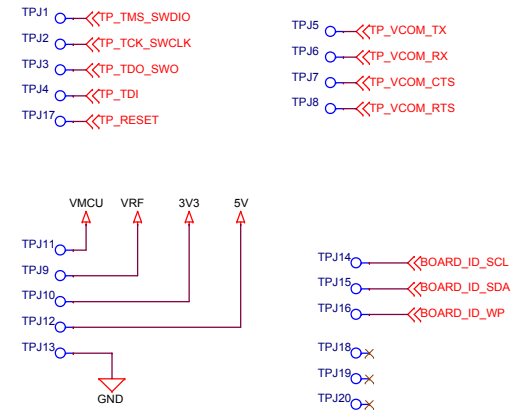 TPJ1 TP_TMS_SWDIO
TPJ2 TP_TCK_SWCLK
TPJ3 TP_TDO_SWO
TPJ4 TP_TDI
TPJ17 TP_RESET
TPJ5 TP_VCOM_TX
TPJ6 TP_VCOM_RX
TPJ7 TP_VCOM_CTS
TPJ8 TP_VCOM_RTS
VMCU VRF 3V3 5V
TPJ11
TPJ9
TPJ10
TPJ12
TPJ13
GND
TPJ14 BOARD_ID_SCL
TPJ15 BOARD_ID_SDA
TPJ16 BOARD_ID_WP
TPJ18
TPJ19
TPJ20